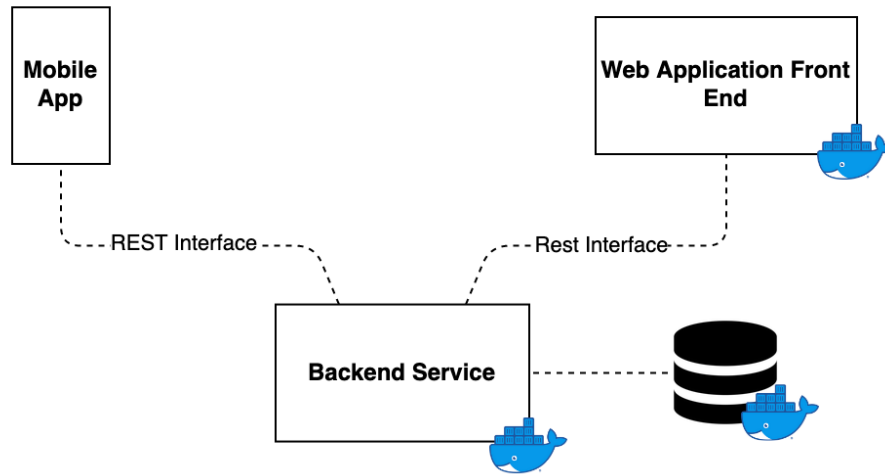 Mobile
App
Web Application Front
End
REST Interface
Rest Interface
Backend Service